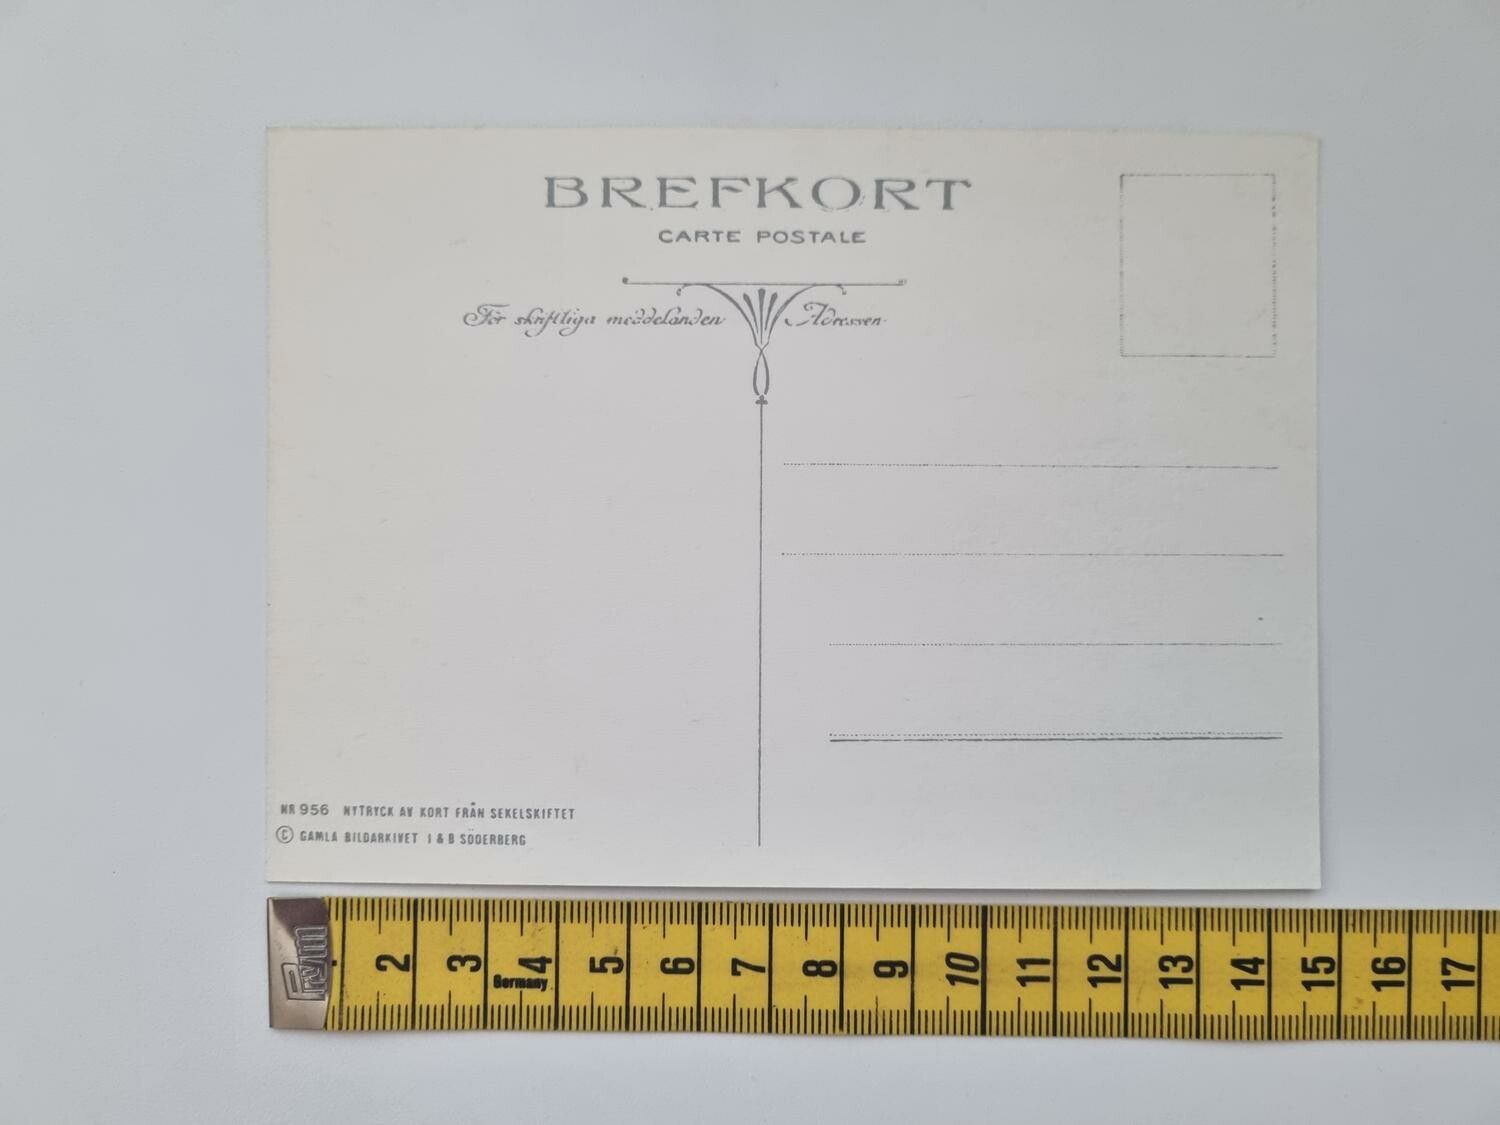 BREFKORT
CARTE POSTALE
För skriftliga meddelanden Adressen
NR 956 NYTRYCK AV KORT FRÅN SEKELSKIFTET
© GAMLA BILDARKIVET I & B SÖDERBERG
Prym 2 3 4 5 6 7 8 9 10 11 12 13 14 15 16 17
Germany